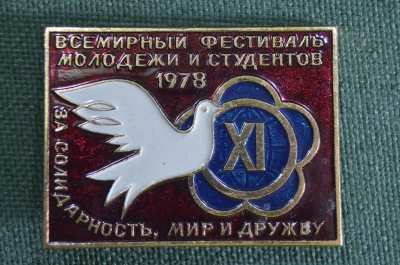 ВСЕМИРНЫЙ ФЕСТИВАЛЬ
МОЛОДЕЖИ И СТУДЕНТОВ
1978
XI
ЗА СОЛИДАРНОСТЬ, МИР И ДРУЖБУ